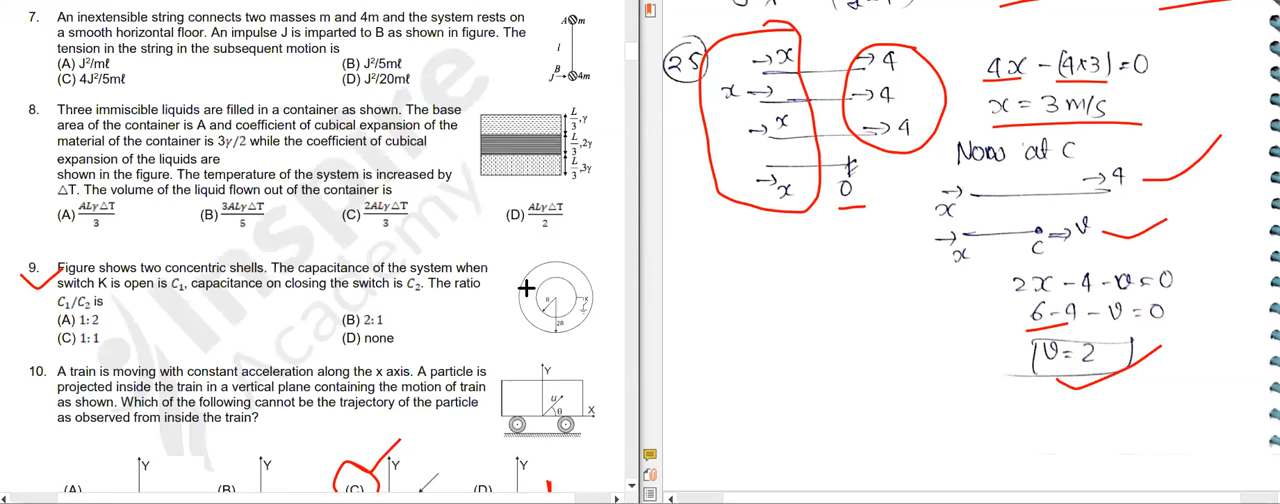 7. An inextensible string connects two masses m and 4m and the system rests on
a smooth horizontal floor. An impulse J is imparted to B as shown in figure. The
tension in the string in the subsequent motion is
(A) J²/mℓ (B) J²/5mℓ
(C) 4J²/5mℓ (D) J²/20mℓ
A m
l
B
J 4m
8. Three immiscible liquids are filled in a container as shown. The base
area of the container is A and coefficient of cubical expansion of the
material of the container is 3γ/2 while the coefficient of cubical
expansion of the liquids are
shown in the figure. The temperature of the system is increased by
△T. The volume of the liquid flown out of the container is
(A) ALγ△T/3 (B) 3ALγ△T/5 (C) 2ALγ△T/3 (D) ALγ△T/2
L/3, γ
L/3, 2γ
L/3, 3γ
9. Figure shows two concentric shells. The capacitance of the system when
switch K is open is C₁, capacitance on closing the switch is C₂. The ratio
C₁/C₂ is
(A) 1: 2 (B) 2: 1
(C) 1: 1 (D) none
R
K
2R
10. A train is moving with constant acceleration along the x axis. A particle is
projected inside the train in a vertical plane containing the motion of train
as shown. Which of the following cannot be the trajectory of the particle
as observed from inside the train?
Y
u
θ
X
(A) Y (B) Y (C) Y (D) Y
Inspire
Academy
25
→ x → 4
x → → 4
→ x → 4
→ x 0
4x - (4×3) = 0
x = 3 m/s
Now at C
→ x → 4
→ x C → v
2x - 4 - v = 0
6 - 4 - v = 0
v = 2